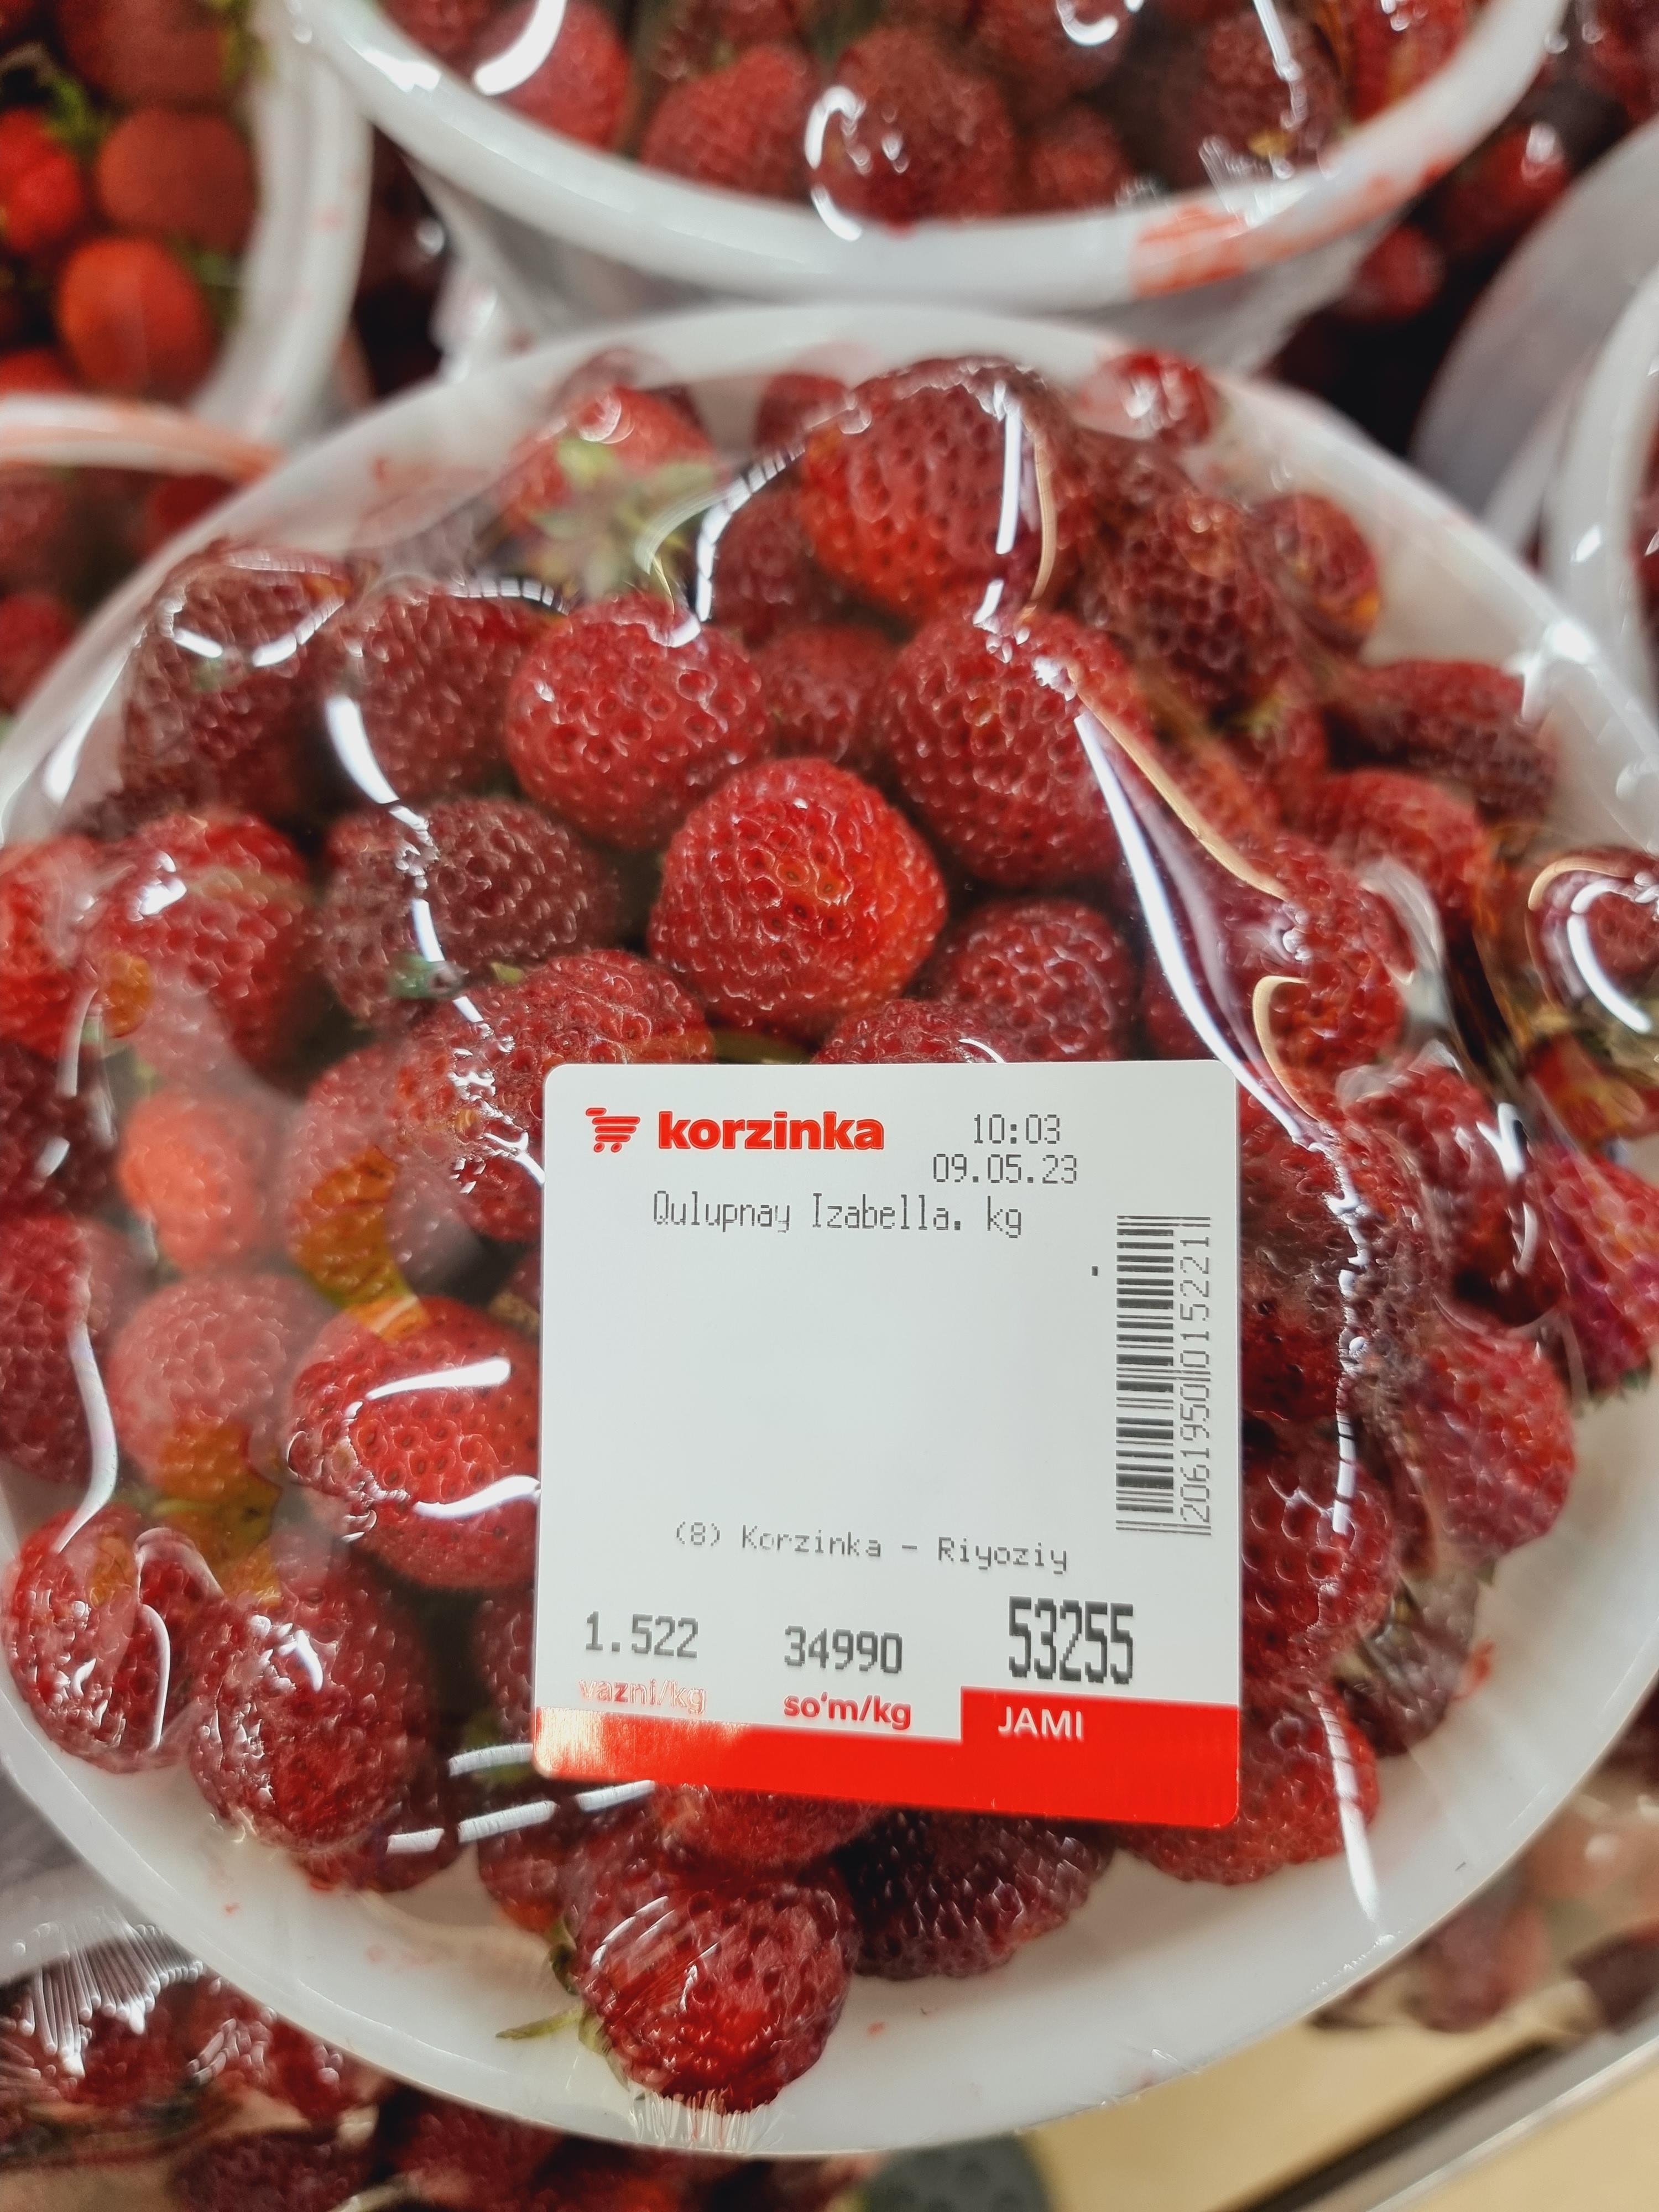 korzinka
10:03
09.05.23
Qulupnay Izabella. kg
2061950015221
(8) Korzinka - Riyoziy
1.522
34990
53255
vazni/kg
so‘m/kg
JAMI